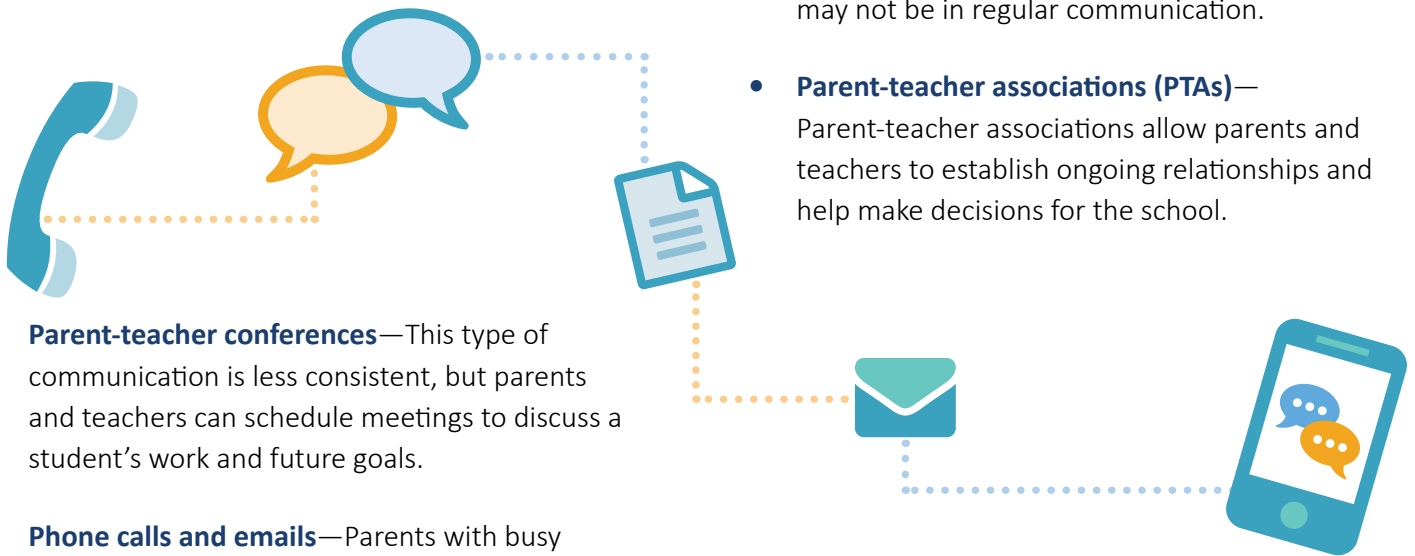 Parent-teacher conferences—This type of
communication is less consistent, but parents
and teachers can schedule meetings to discuss a
student’s work and future goals.
Phone calls and emails—Parents with busy
may not be in regular communication.
• Parent-teacher associations (PTAs)—
Parent-teacher associations allow parents and
teachers to establish ongoing relationships and
help make decisions for the school.